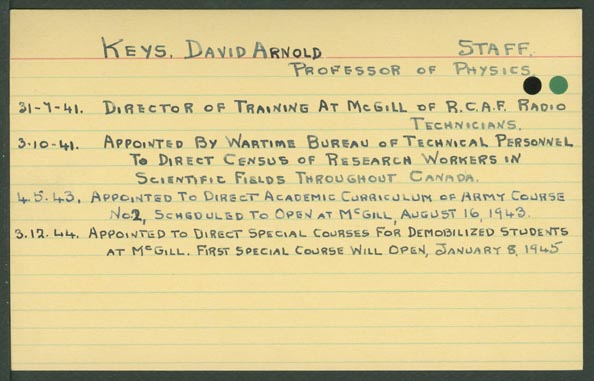 KEYS, DAVID ARNOLD STAFF.
PROFESSOR OF PHYSICS.
31-7-41. DIRECTOR OF TRAINING AT MCGILL OF R.C.A.F. RADIO
TECHNICIANS.
3-10-41. APPOINTED BY WARTIME BUREAU OF TECHNICAL PERSONNEL
TO DIRECT CENSUS OF RESEARCH WORKERS IN
SCIENTIFIC FIELDS THROUGHOUT CANADA.
4.5.43. APPOINTED TO DIRECT ACADEMIC CURRICULUM OF ARMY COURSE
NO.2, SCHEDULED TO OPEN AT MCGILL, AUGUST 16, 1943.
3.12.44. APPOINTED TO DIRECT SPECIAL COURSES FOR DEMOBILIZED STUDENTS
AT MCGILL. FIRST SPECIAL COURSE WILL OPEN, JANUARY 8, 1945